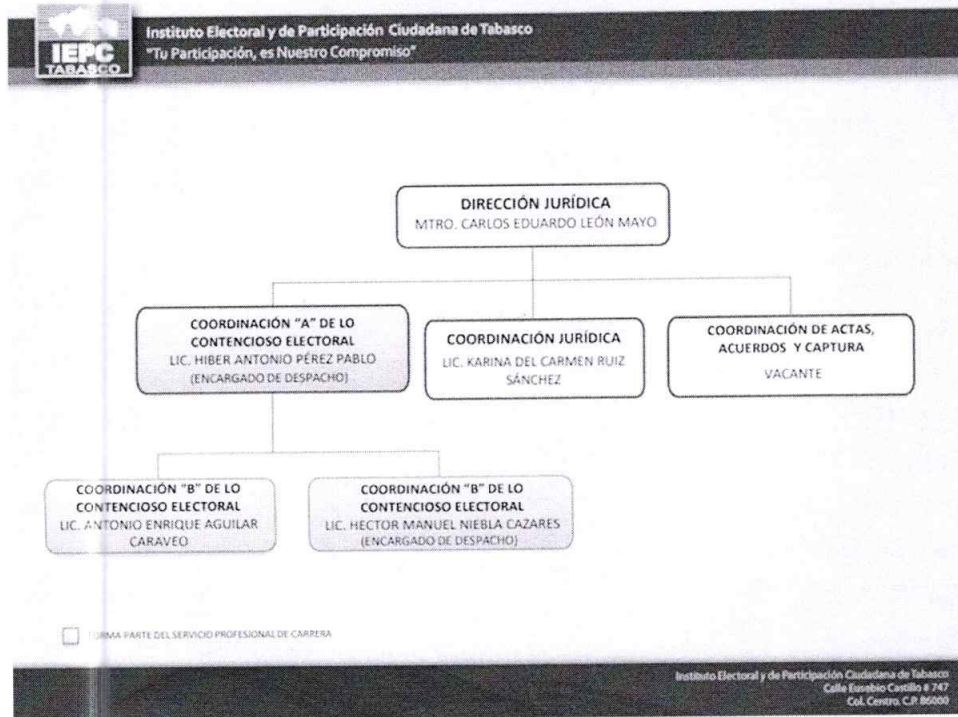 IEPC
TABASCO
Instituto Electoral y de Participación Ciudadana de Tabasco
"Tu Participación, es Nuestro Compromiso"
DIRECCIÓN JURÍDICA
MTRO. CARLOS EDUARDO LEÓN MAYO
COORDINACIÓN "A" DE LO
CONTENCIOSO ELECTORAL
LIC. HIBER ANTONIO PÉREZ PABLO
(ENCARGADO DE DESPACHO)
COORDINACIÓN JURÍDICA
LIC. KARINA DEL CARMEN RUIZ
SÁNCHEZ
COORDINACIÓN DE ACTAS,
ACUERDOS Y CAPTURA
VACANTE
COORDINACIÓN "B" DE LO
CONTENCIOSO ELECTORAL
LIC. ANTONIO ENRIQUE AGUILAR
CARAVEO
COORDINACIÓN "B" DE LO
CONTENCIOSO ELECTORAL
LIC. HECTOR MANUEL NIEBLA CAZARES
(ENCARGADO DE DESPACHO)
FORMA PARTE DEL SERVICIO PROFESIONAL DE CARRERA
Instituto Electoral y de Participación Ciudadana de Tabasco
Calle Eusebio Castillo # 747
Col. Centro. C.P. 86000